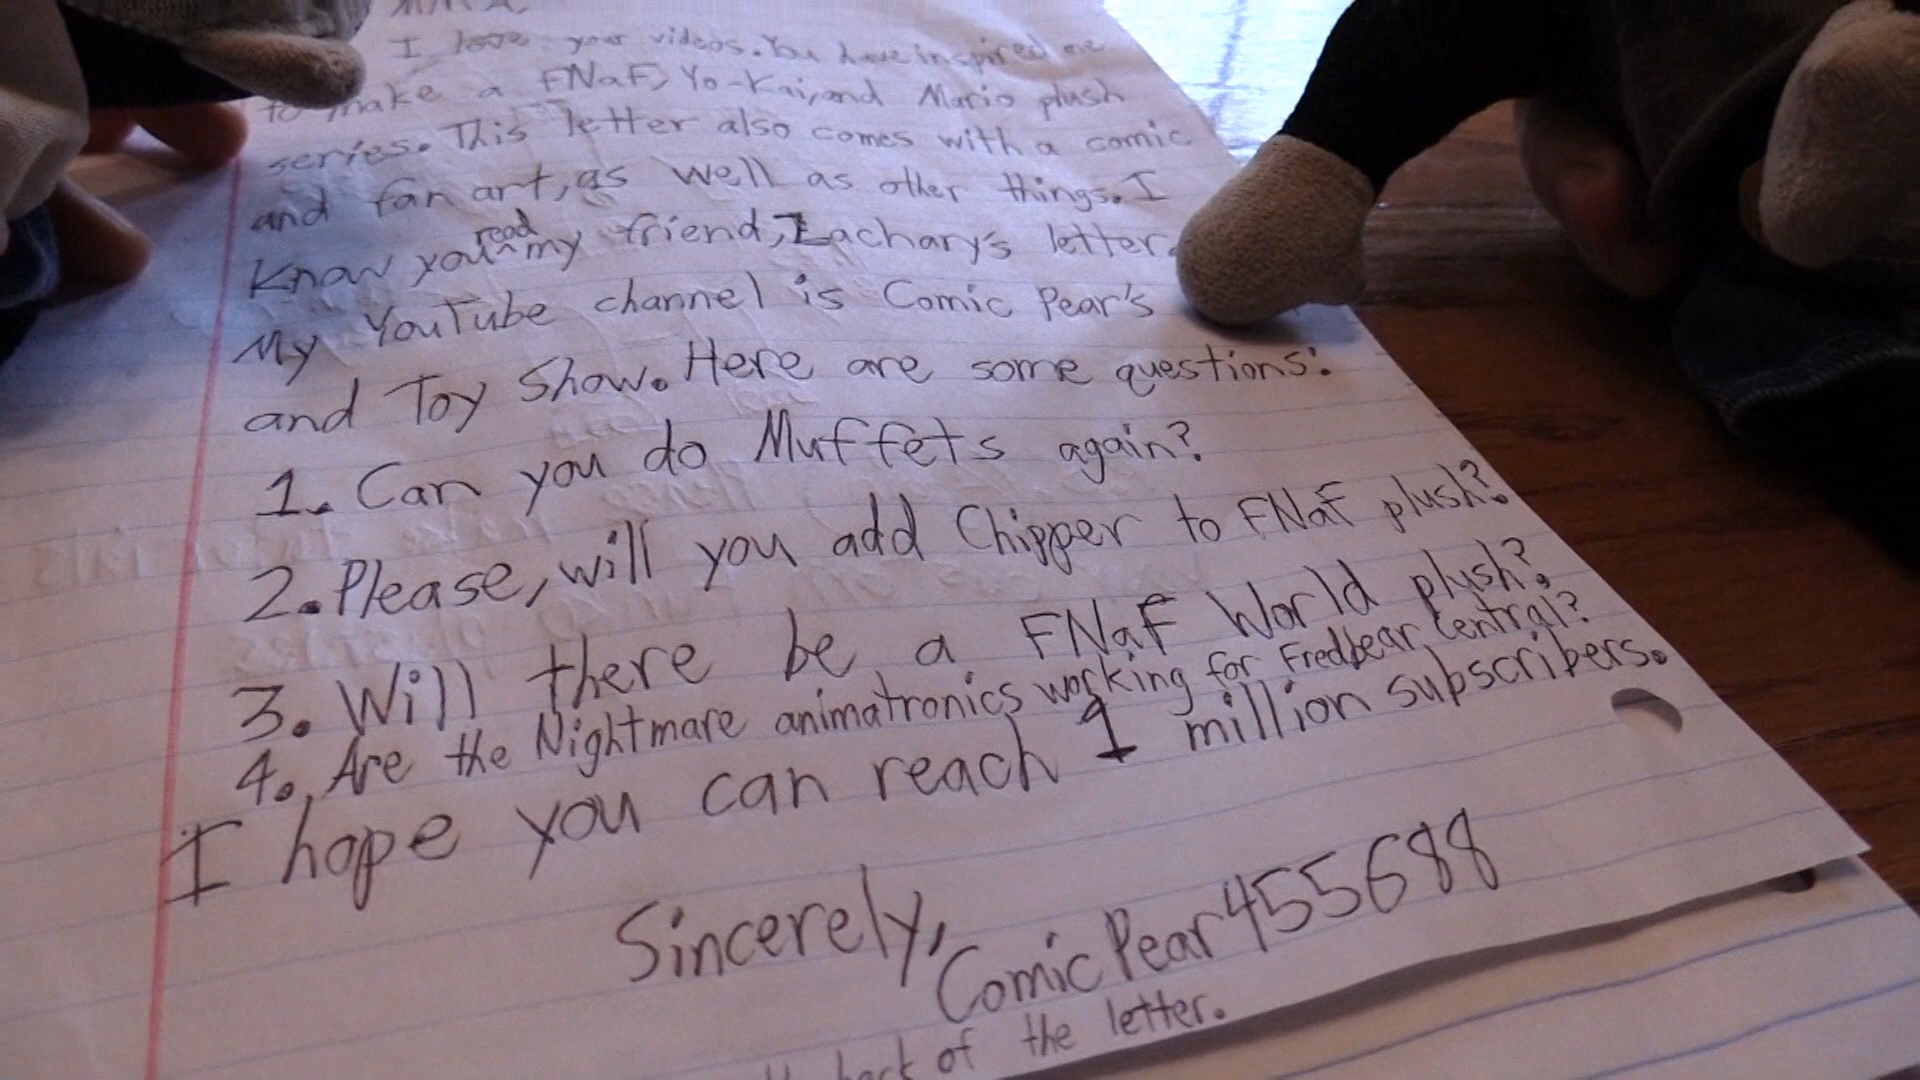 I love your videos. You have inspired me
to make a FNaF, Yo-Kai, and Mario plush
series. This letter also comes with a comic
and fan art, as well as other things. I
know you read my friend, Zachary's letter.
My YouTube channel is Comic Pear's
and Toy Show. Here are some questions:
1. Can you do Muffets again?
2. Please, will you add Chipper to FNaF plush?
3. Will there be a FNaF World plush?
4. Are the Nightmare animatronics working for Fredbear Central?
I hope you can reach 1 million subscribers.
Sincerely,
Comic Pear455688
back of the letter.